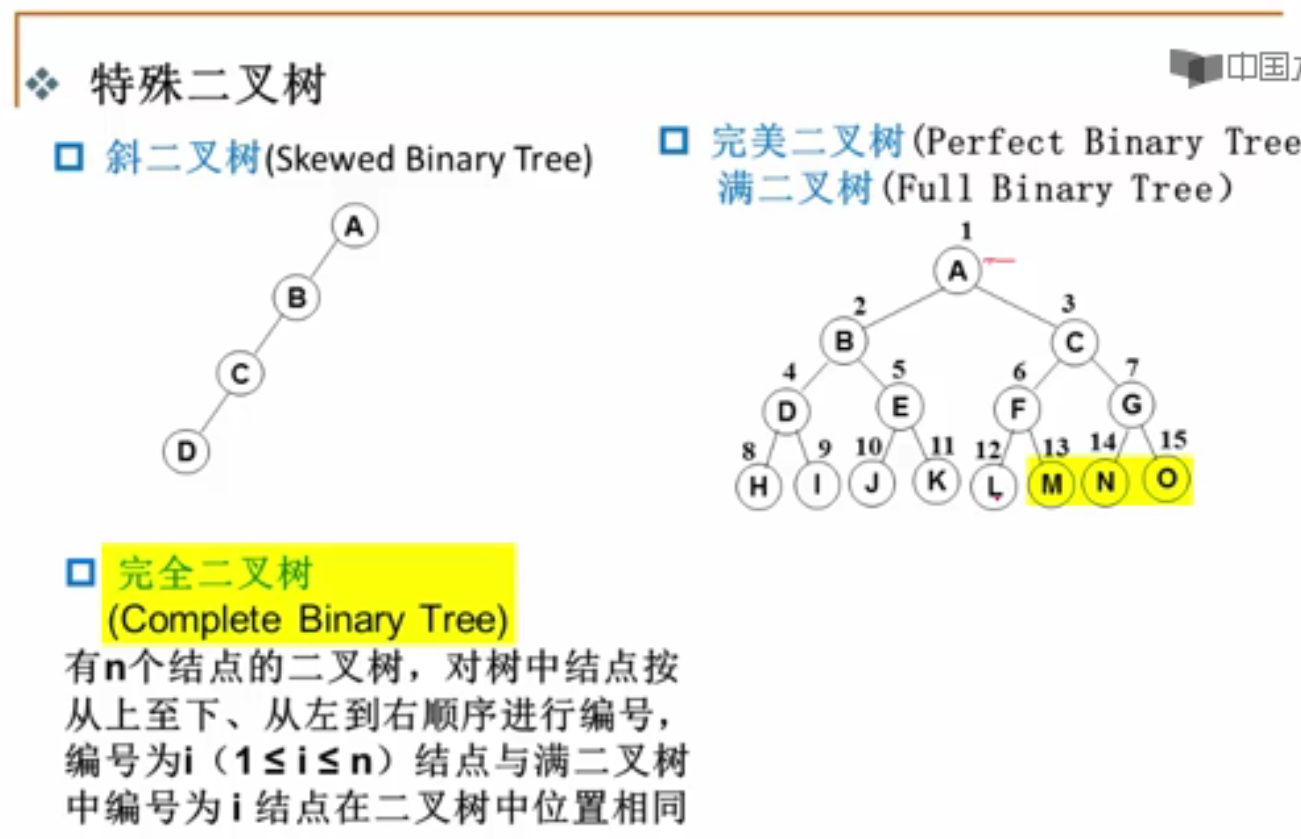 特殊二叉树
中国
斜二叉树(Skewed Binary Tree)
A
B
C
D
完美二叉树(Perfect Binary Tree
满二叉树(Full Binary Tree)
1
A
2 3
B C
4 5 6 7
D E F G
8 9 10 11 12 13 14 15
H I J K L M N O
完全二叉树
(Complete Binary Tree)
有n个结点的二叉树，对树中结点按
从上至下、从左到右顺序进行编号，
编号为i（1≤i≤n）结点与满二叉树
中编号为 i 结点在二叉树中位置相同